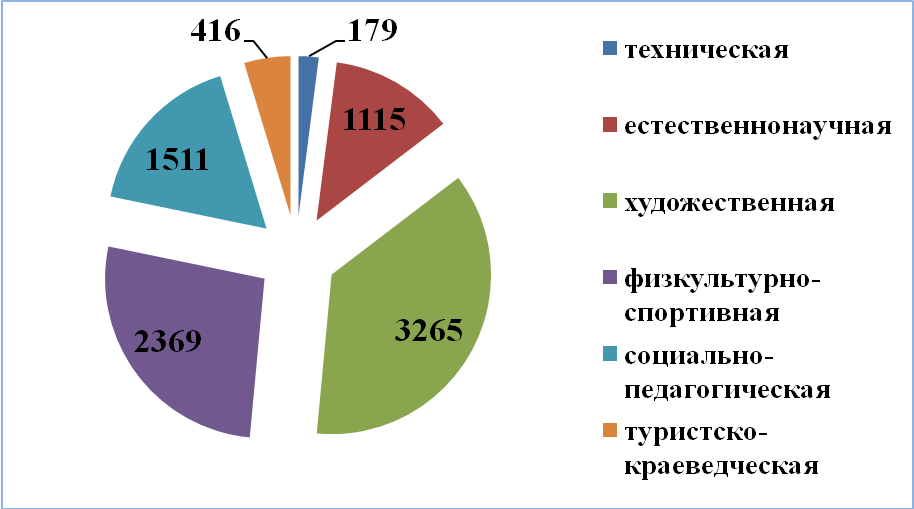 416
179
1115
3265
2369
1511
техническая
естественнонаучная
художественная
физкультурно-
спортивная
социально-
педагогическая
туристско-
краеведческая